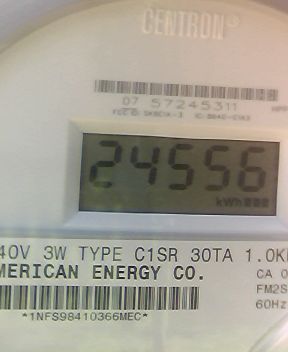 CENTRON®
07 57245311
24556
kWh
40V 3W TYPE C1SR 30TA 1.0K
MERICAN ENERGY CO.
CA 0
FM2S
60Hz
*1NFS98410366MEC*